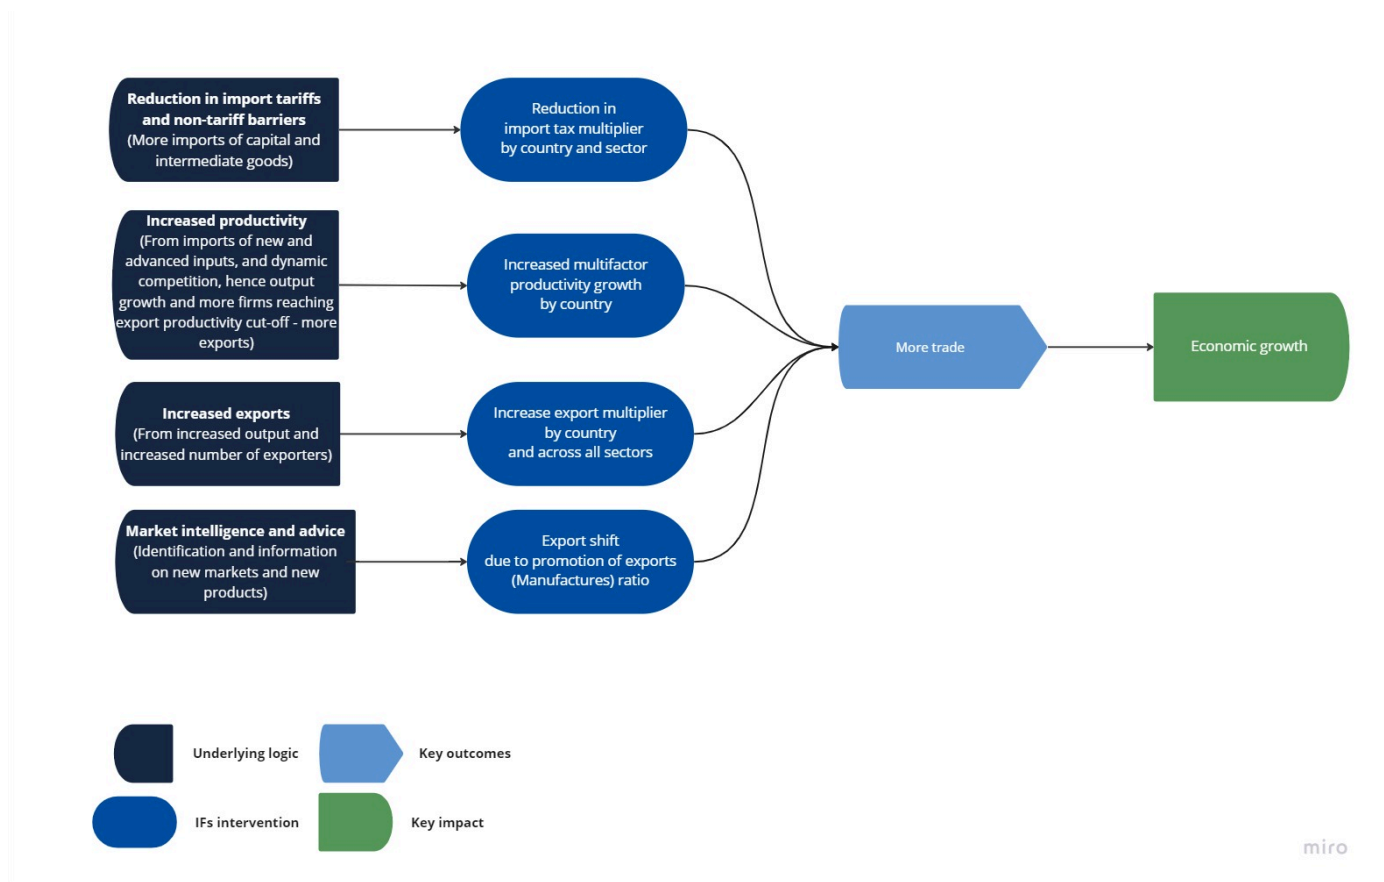 Reduction in import tariffs
and non-tariff barriers
(More imports of capital and
intermediate goods)
Reduction in
import tax multiplier
by country and sector
Increased productivity
(From imports of new and
advanced inputs, and dynamic
competition, hence output
growth and more firms reaching
export productivity cut-off - more
exports)
Increased multifactor
productivity growth
by country
More trade
Economic growth
Increased exports
(From increased output and
increased number of exporters)
Increase export multiplier
by country
and across all sectors
Market intelligence and advice
(Identification and information
on new markets and new
products)
Export shift
due to promotion of exports
(Manufactures) ratio
Underlying logic
Key outcomes
IFs intervention
Key impact
miro